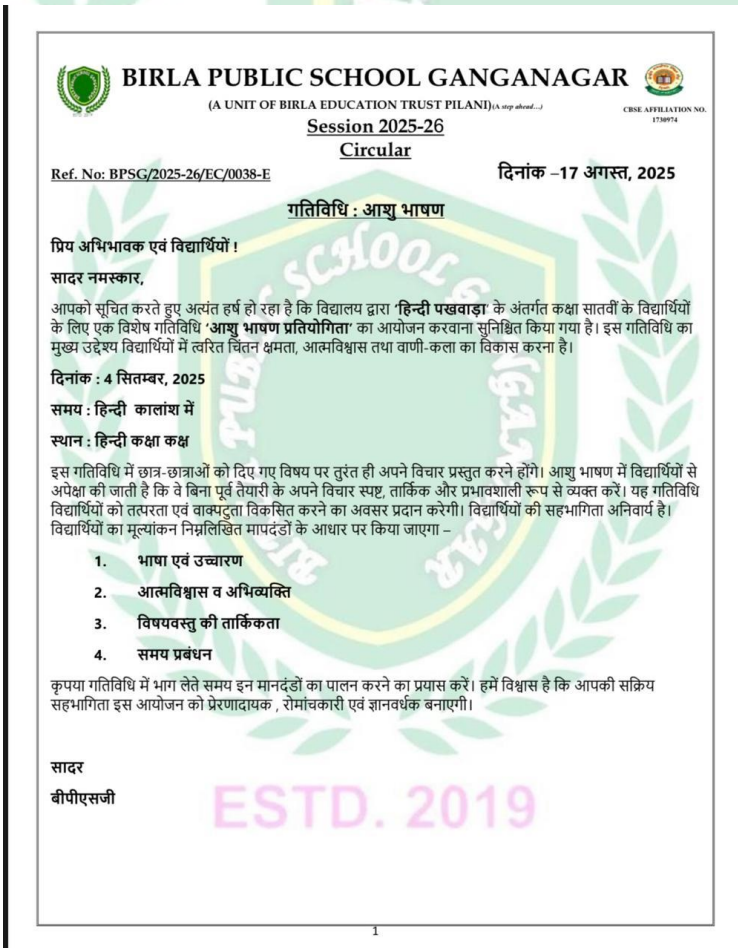 BIRLA PUBLIC SCHOOL GANGANAGAR
(A UNIT OF BIRLA EDUCATION TRUST PILANI)(A step ahead...)
CBSE AFFILIATION NO.
1730974
Session 2025-26
Circular
Ref. No: BPSG/2025-26/EC/0038-E
दिनांक –17 अगस्त, 2025
गतिविधि : आशु भाषण
प्रिय अभिभावक एवं विद्यार्थियों !
सादर नमस्कार,
आपको सूचित करते हुए अत्यंत हर्ष हो रहा है कि विद्यालय द्वारा ‘हिन्दी पखवाड़ा’ के अंतर्गत कक्षा सातवीं के विद्यार्थियों
के लिए एक विशेष गतिविधि ‘आशु भाषण प्रतियोगिता’ का आयोजन करवाना सुनिश्चित किया गया है। इस गतिविधि का
मुख्य उद्देश्य विद्यार्थियों में त्वरित चिंतन क्षमता, आत्मविश्वास तथा वाणी-कला का विकास करना है।
दिनांक : 4 सितम्बर, 2025
समय : हिन्दी कालांश में
स्थान : हिन्दी कक्षा कक्ष
इस गतिविधि में छात्र-छात्राओं को दिए गए विषय पर तुरंत ही अपने विचार प्रस्तुत करने होंगे। आशु भाषण में विद्यार्थियों से
अपेक्षा की जाती है कि वे बिना पूर्व तैयारी के अपने विचार स्पष्ट, तार्किक और प्रभावशाली रूप से व्यक्त करें। यह गतिविधि
विद्यार्थियों को तत्परता एवं वाक्पटुता विकसित करने का अवसर प्रदान करेगी। विद्यार्थियों की सहभागिता अनिवार्य है।
विद्यार्थियों का मूल्यांकन निम्नलिखित मापदंडों के आधार पर किया जाएगा –
1. भाषा एवं उच्चारण
2. आत्मविश्वास व अभिव्यक्ति
3. विषयवस्तु की तार्किकता
4. समय प्रबंधन
कृपया गतिविधि में भाग लेते समय इन मानदंडों का पालन करने का प्रयास करें। हमें विश्वास है कि आपकी सक्रिय
सहभागिता इस आयोजन को प्रेरणादायक , रोमांचकारी एवं ज्ञानवर्धक बनाएगी।
सादर
बीपीएसजी
BIRLA PUBLIC SCHOOL GANGANAGAR
ESTD. 2019
1